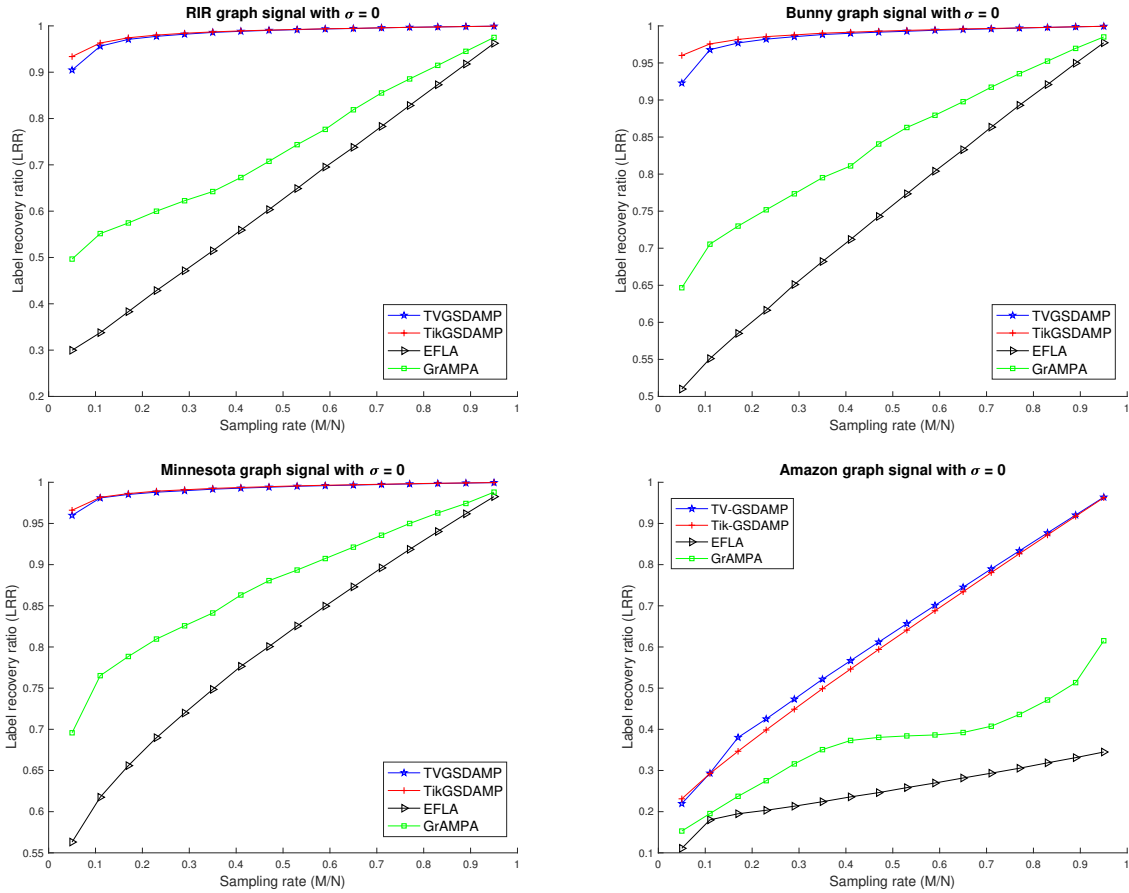 RIR graph signal with σ = 0
1
0.9
0.8
0.7
0.6
0.5
0.4
0.3
0.2
Label recovery ratio (LRR)
TVGSDAMP
TikGSDAMP
EFLA
GrAMPA
0 0.1 0.2 0.3 0.4 0.5 0.6 0.7 0.8 0.9 1
Sampling rate (M/N)
Bunny graph signal with σ = 0
1
0.95
0.9
0.85
0.8
0.75
0.7
0.65
0.6
0.55
0.5
Label recovery ratio (LRR)
TVGSDAMP
TikGSDAMP
EFLA
GrAMPA
0 0.1 0.2 0.3 0.4 0.5 0.6 0.7 0.8 0.9 1
Sampling rate (M/N)
Minnesota graph signal with σ = 0
1
0.95
0.9
0.85
0.8
0.75
0.7
0.65
0.6
0.55
Label recovery ratio (LRR)
TVGSDAMP
TikGSDAMP
EFLA
GrAMPA
0 0.1 0.2 0.3 0.4 0.5 0.6 0.7 0.8 0.9 1
Sampling rate (M/N)
Amazon graph signal with σ = 0
1
0.9
0.8
0.7
0.6
0.5
0.4
0.3
0.2
0.1
Label recovery ratio (LRR)
TV-GSDAMP
Tik-GSDAMP
EFLA
GrAMPA
0 0.1 0.2 0.3 0.4 0.5 0.6 0.7 0.8 0.9 1
Sampling rate (M/N)